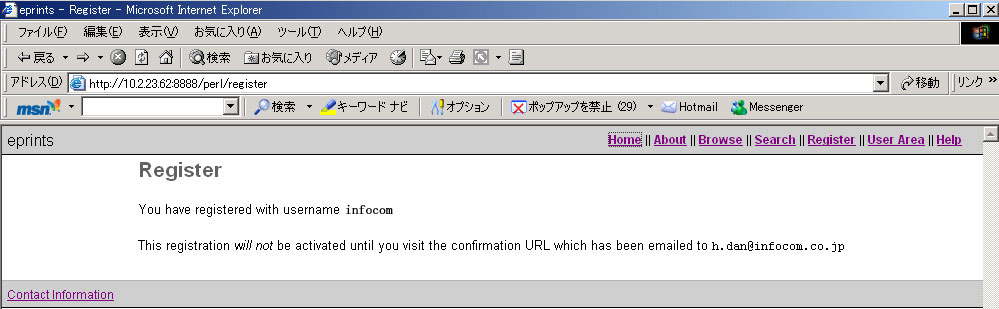 eprints - Register - Microsoft Internet Explorer
ファイル(F) 編集(E) 表示(V) お気に入り(A) ツール(T) ヘルプ(H)
戻る 検索 お気に入り メディア
アドレス(D) http://10.2.23.62:8888/perl/register 移動 リンク »
msn 検索 キーワード ナビ オプション ポップアップを禁止 (29) Hotmail Messenger
eprints Home || About || Browse || Search || Register || User Area || Help
Register
You have registered with username infocom
This registration will not be activated until you visit the confirmation URL which has been emailed to h.dan@infocom.co.jp
Contact Information